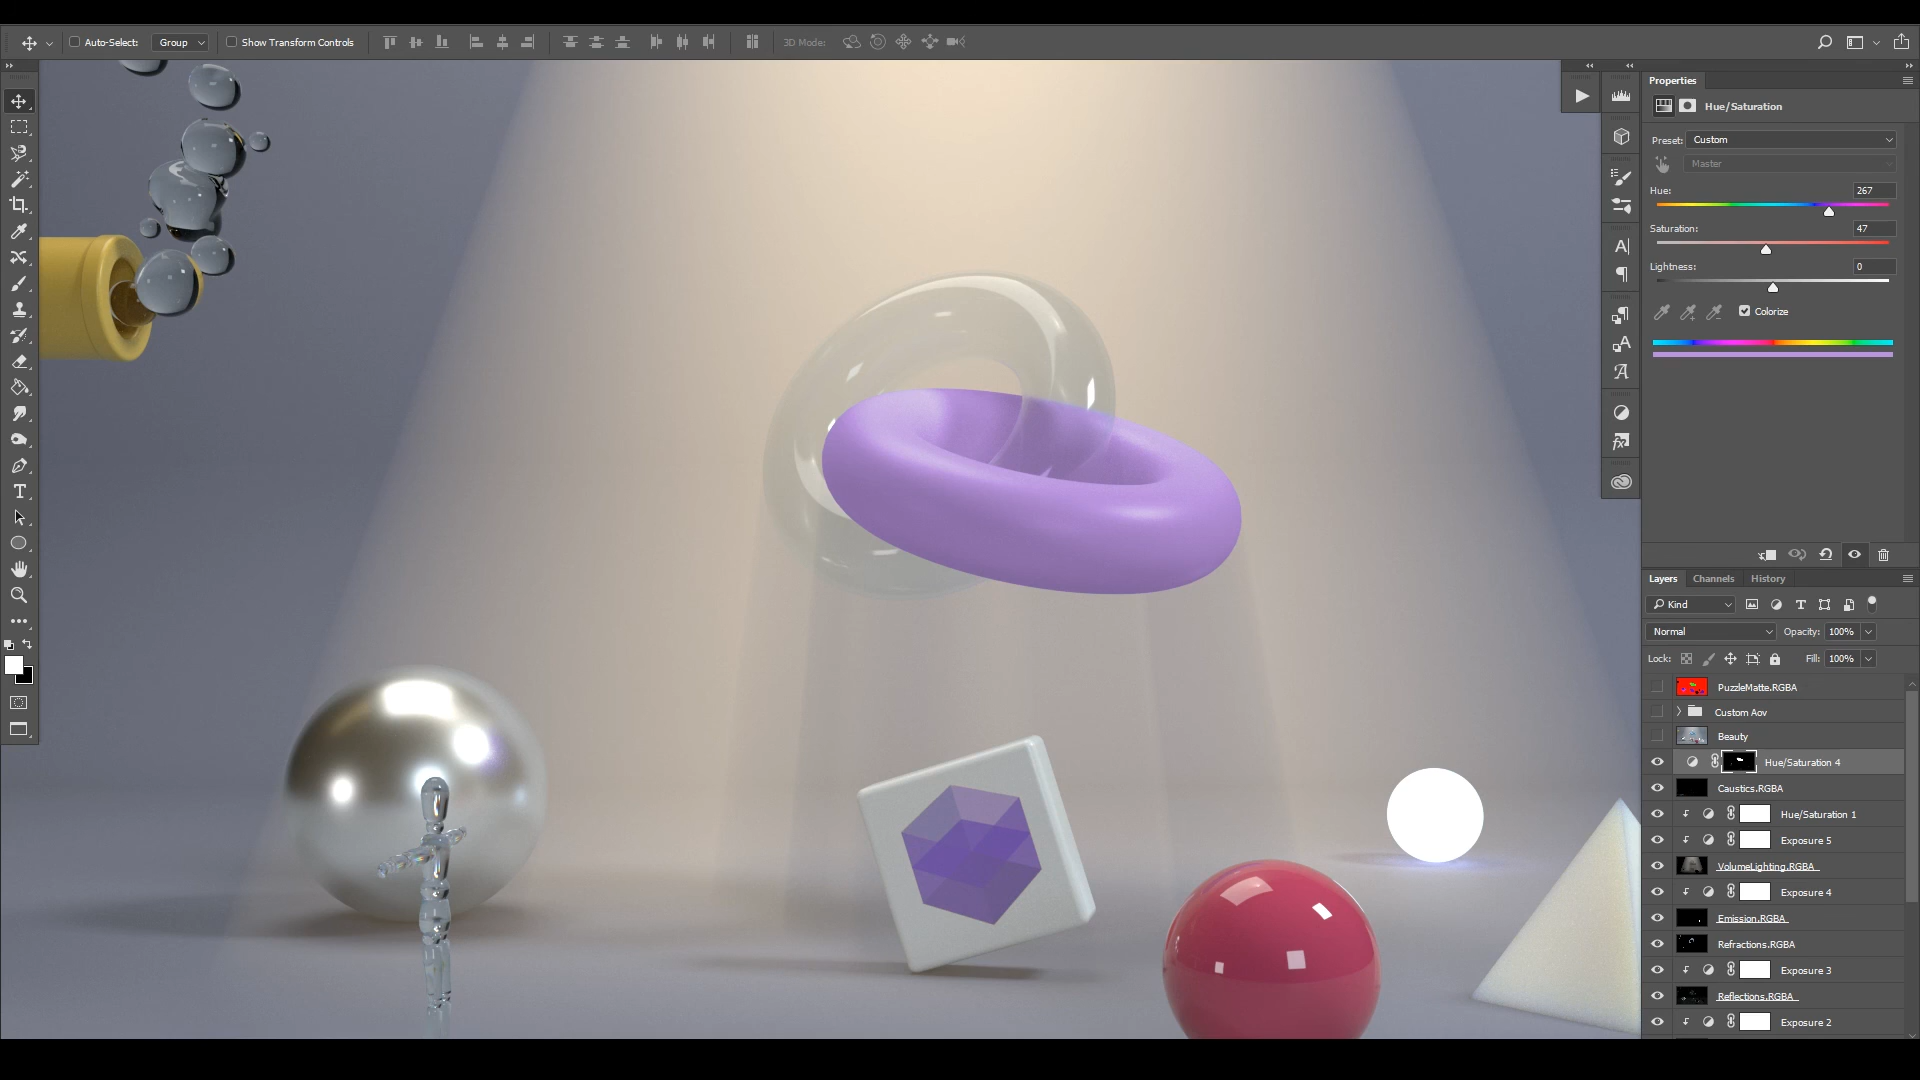 Auto-Select: Group Show Transform Controls 3D Mode:
Properties
Hue/Saturation
Preset: Custom
Master
Hue: 267
Saturation: 47
Lightness: 0
Colorize
Layers Channels History
Kind
Normal Opacity: 100%
Lock: Fill: 100%
PuzzleMatte.RGBA
Custom Aov
Beauty
Hue/Saturation 4
Caustics.RGBA
Hue/Saturation 1
Exposure 5
VolumeLighting.RGBA
Exposure 4
Emission.RGBA
Refractions.RGBA
Exposure 3
Reflections.RGBA
Exposure 2